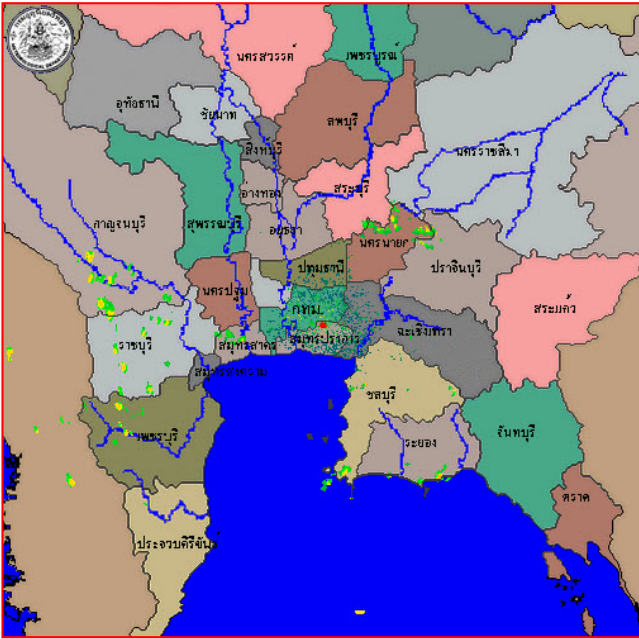 นครสวรรค์
เพชรบูรณ์
อุทัยธานี
ชัยนาท
ลพบุรี
สิงห์บุรี
นครราชสีมา
สระบุรี
อ่างทอง
กาญจนบุรี
สุพรรณบุรี
อยุธยา
นครนายก
ปทุมธานี
ปราจีนบุรี
นครปฐม
กทม.
สระแก้ว
ฉะเชิงเทรา
ราชบุรี
สมุทรสาคร
สมุทรปราการ
สมุทรสงคราม
ชลบุรี
เพชรบุรี
ระยอง
จันทบุรี
ตราด
ประจวบคีรีขันธ์